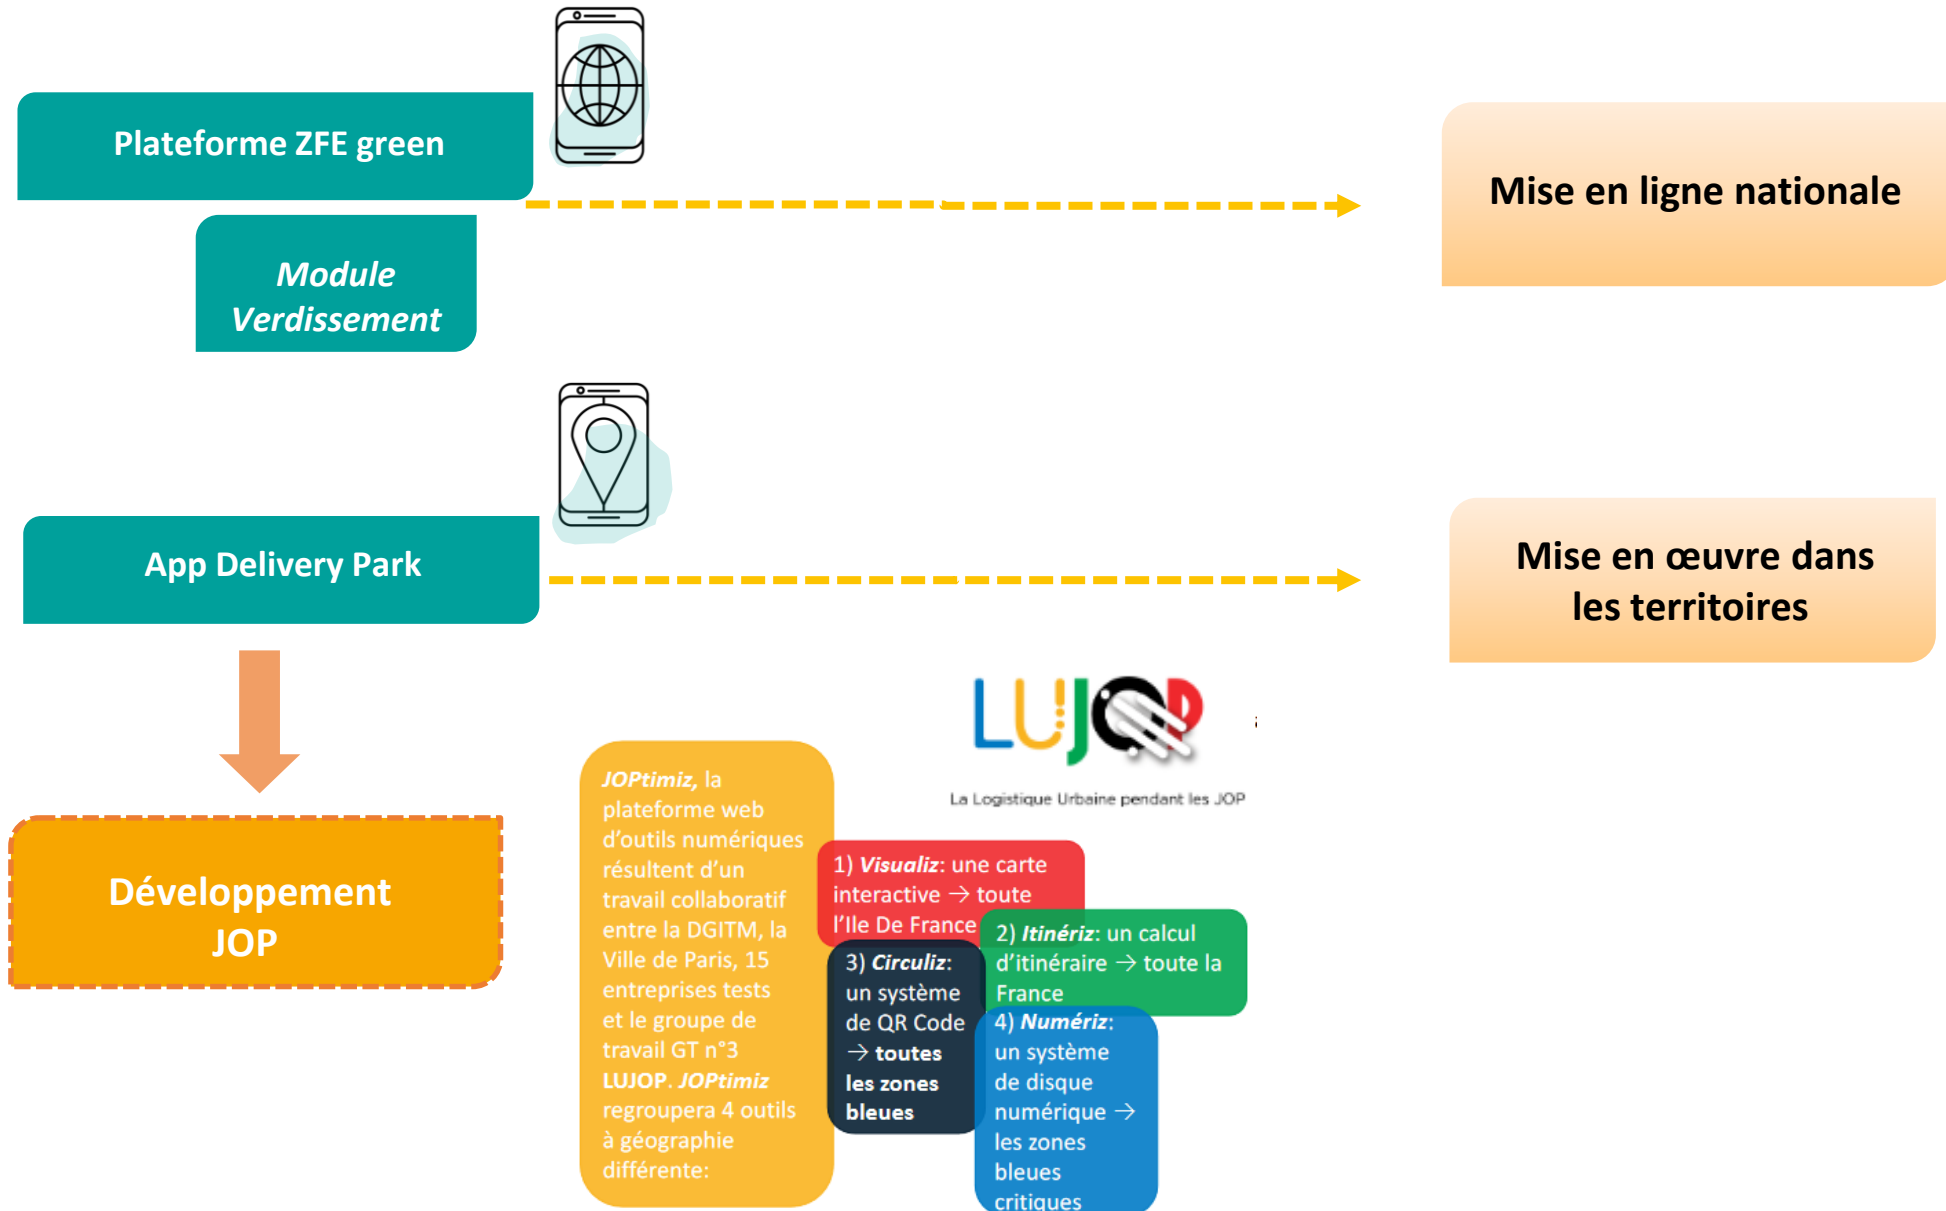 Plateforme ZFE green
Module
Verdissement
Mise en ligne nationale
App Delivery Park
Mise en œuvre dans
les territoires
Développement
JOP
LUJOP
La Logistique Urbaine pendant les JOP
JOPtimiz, la
plateforme web
d'outils numériques
résultent d'un
travail collaboratif
entre la DGITM, la
Ville de Paris, 15
entreprises tests
et le groupe de
travail GT n°3
LUJOP. JOPtimiz
regroupera 4 outils
à géographie
différente:
1) Visualiz: une carte
interactive → toute
l'Ile De France
2) Itinériz: un calcul
d'itinéraire → toute la
France
3) Circuliz:
un système
de QR Code
→ toutes
les zones
bleues
4) Numériz:
un système
de disque
numérique →
les zones
bleues
critiques